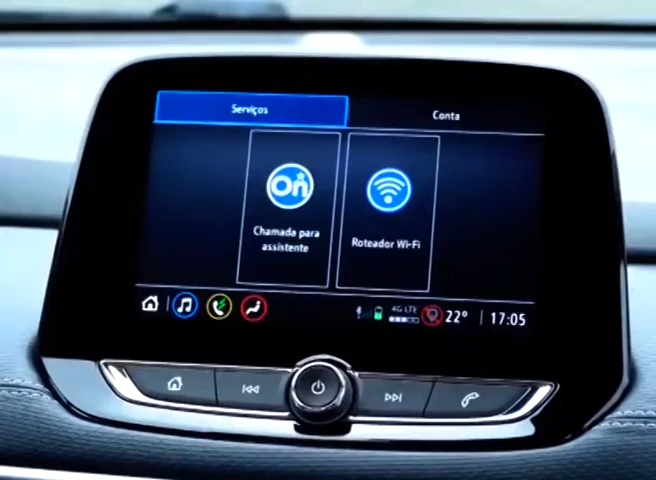 Serviços
Conta
On
Chamada para
assistente
Roteador Wi-Fi
4G LTE
22°
17:05